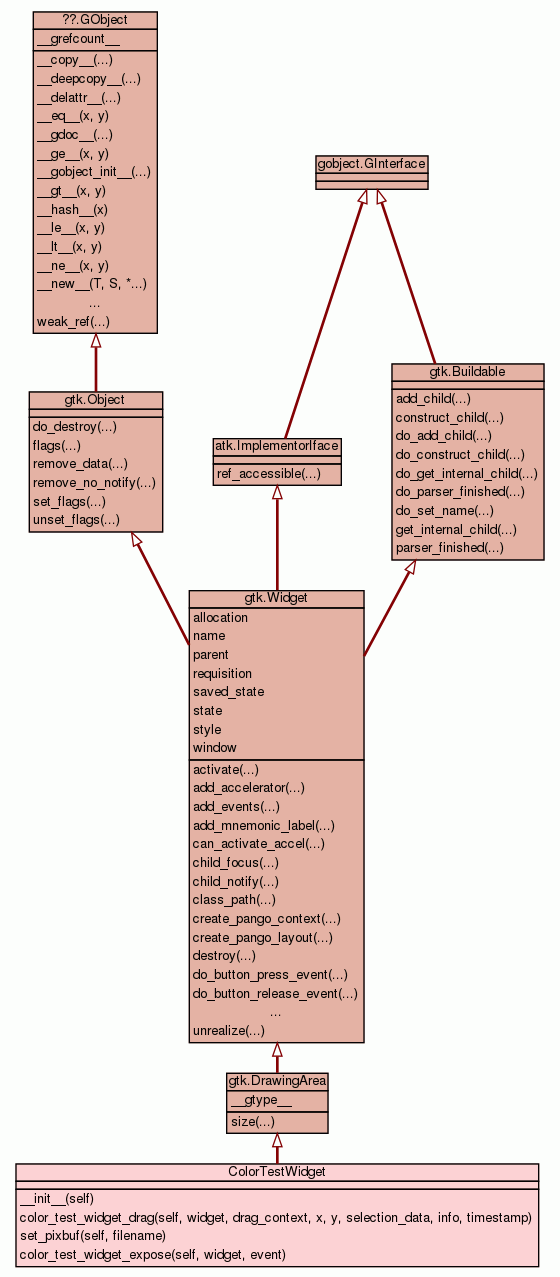 ??.GObject
__grefcount__
__copy__(...)
__deepcopy__(...)
__delattr__(...)
__eq__(x, y)
__gdoc__(...)
__ge__(x, y)
__gobject_init__(...)
__gt__(x, y)
__hash__(x)
__le__(x, y)
__lt__(x, y)
__ne__(x, y)
__new__(T, S, *...)
...
weak_ref(...)
gobject.GInterface
gtk.Object
do_destroy(...)
flags(...)
remove_data(...)
remove_no_notify(...)
set_flags(...)
unset_flags(...)
atk.ImplementorIface
ref_accessible(...)
gtk.Buildable
add_child(...)
construct_child(...)
do_add_child(...)
do_construct_child(...)
do_get_internal_child(...)
do_parser_finished(...)
do_set_name(...)
get_internal_child(...)
parser_finished(...)
gtk.Widget
allocation
name
parent
requisition
saved_state
state
style
window
activate(...)
add_accelerator(...)
add_events(...)
add_mnemonic_label(...)
can_activate_accel(...)
child_focus(...)
child_notify(...)
class_path(...)
create_pango_context(...)
create_pango_layout(...)
destroy(...)
do_button_press_event(...)
do_button_release_event(...)
...
unrealize(...)
gtk.DrawingArea
__gtype__
size(...)
ColorTestWidget
__init__(self)
color_test_widget_drag(self, widget, drag_context, x, y, selection_data, info, timestamp)
set_pixbuf(self, filename)
color_test_widget_expose(self, widget, event)